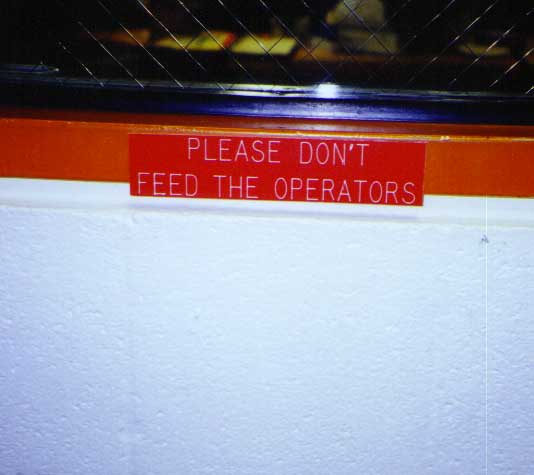 PLEASE DON'T
FEED THE OPERATORS